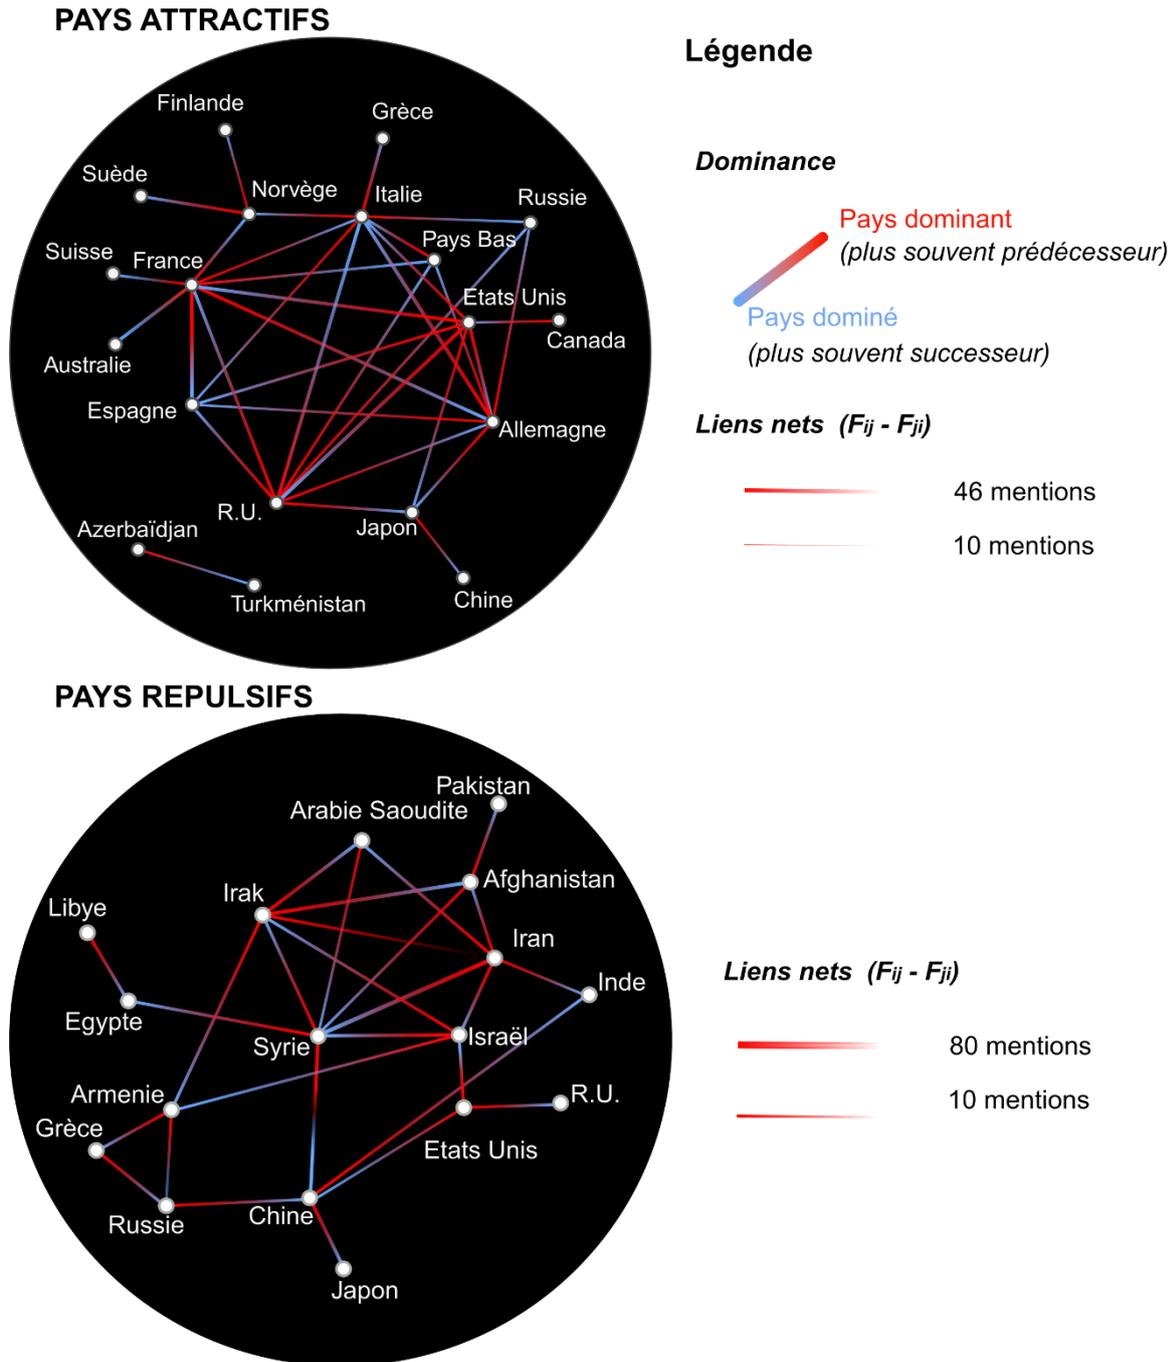 PAYS ATTRACTIFS
Légende
Finlande
Grèce
Dominance
Suède
Norvège
Italie
Russie
Pays dominant
(plus souvent prédécesseur)
Suisse
France
Pays Bas
Etats Unis
Pays dominé
(plus souvent successeur)
Canada
Australie
Espagne
Allemagne
Liens nets (Fij - Fji)
46 mentions
R.U.
Japon
Azerbaïdjan
10 mentions
Turkménistan
Chine
PAYS REPULSIFS
Pakistan
Arabie Saoudite
Afghanistan
Irak
Libye
Iran
Liens nets (Fij - Fji)
Inde
Egypte
Syrie
Israël
80 mentions
Armenie
R.U.
10 mentions
Grèce
Etats Unis
Russie
Chine
Japon